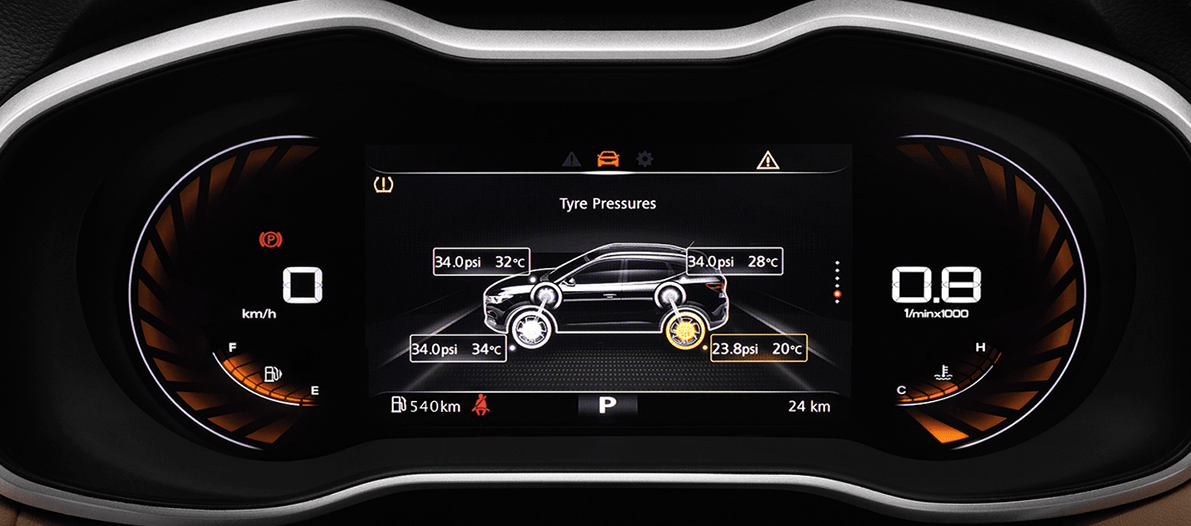 Tyre Pressures
34.0psi 32℃
34.0psi 28℃
34.0psi 34℃
23.8psi 20℃
P
0
km/h
F
E
0.8
1/minx1000
H
C
540km
P
24 km